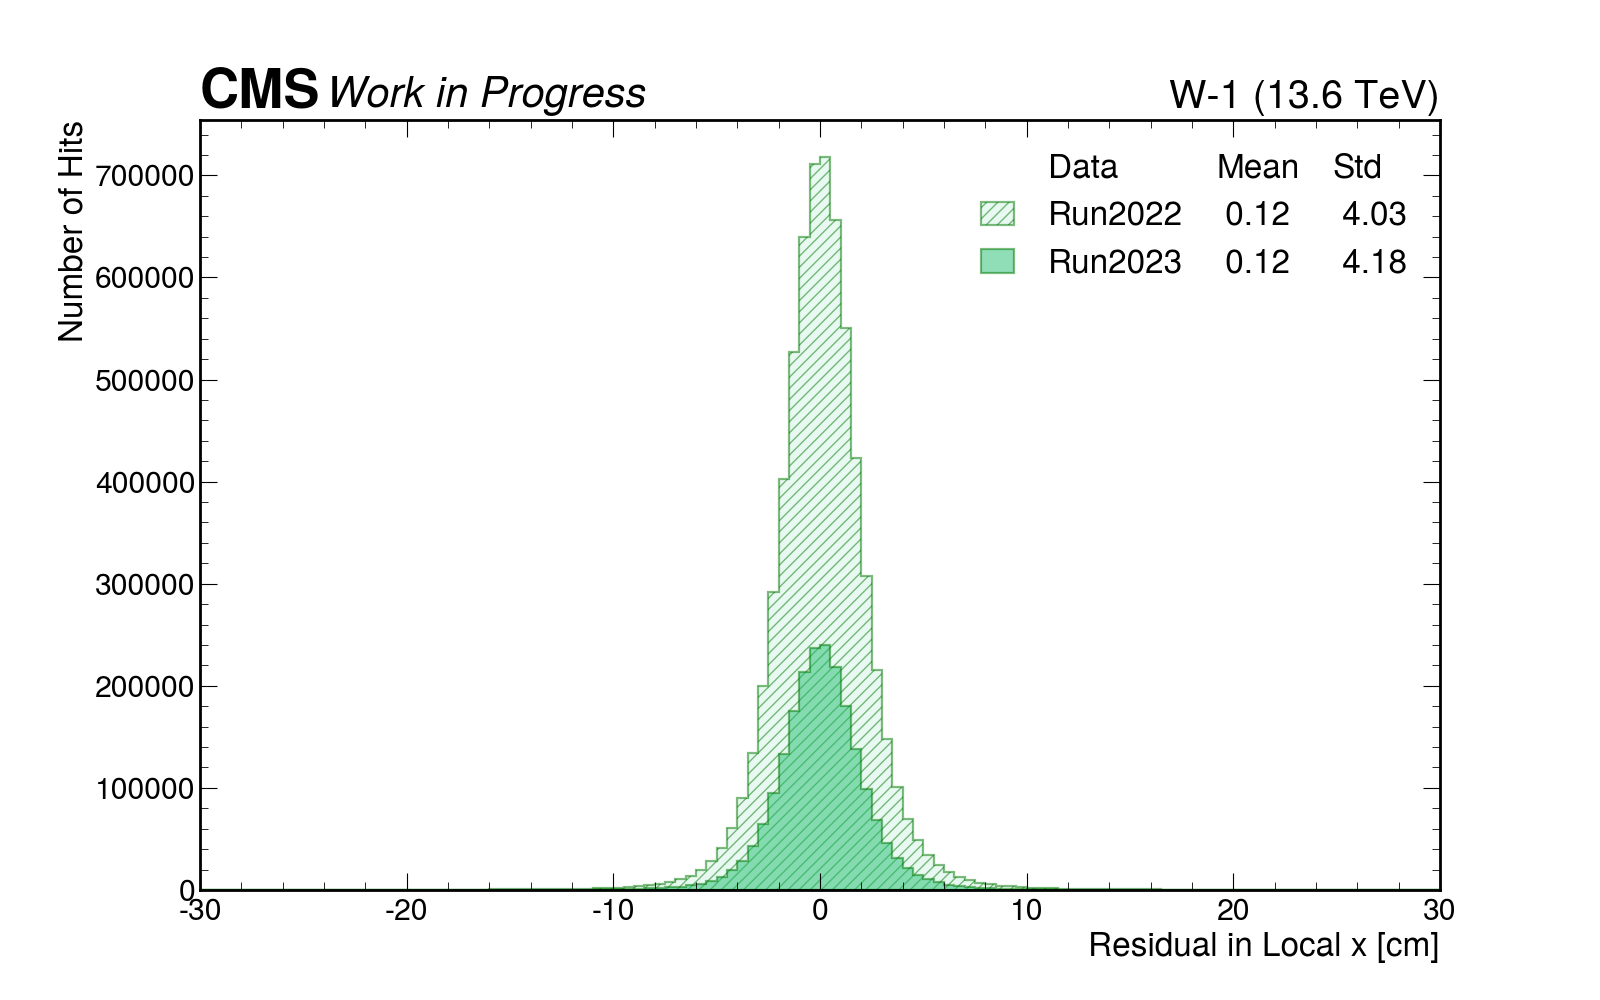 CMS Work in Progress
W-1 (13.6 TeV)
Number of Hits
700000
600000
500000
400000
300000
200000
100000
0
Data Mean Std
Run2022 0.12 4.03
Run2023 0.12 4.18
-30 -20 -10 0 10 20 30
Residual in Local x [cm]